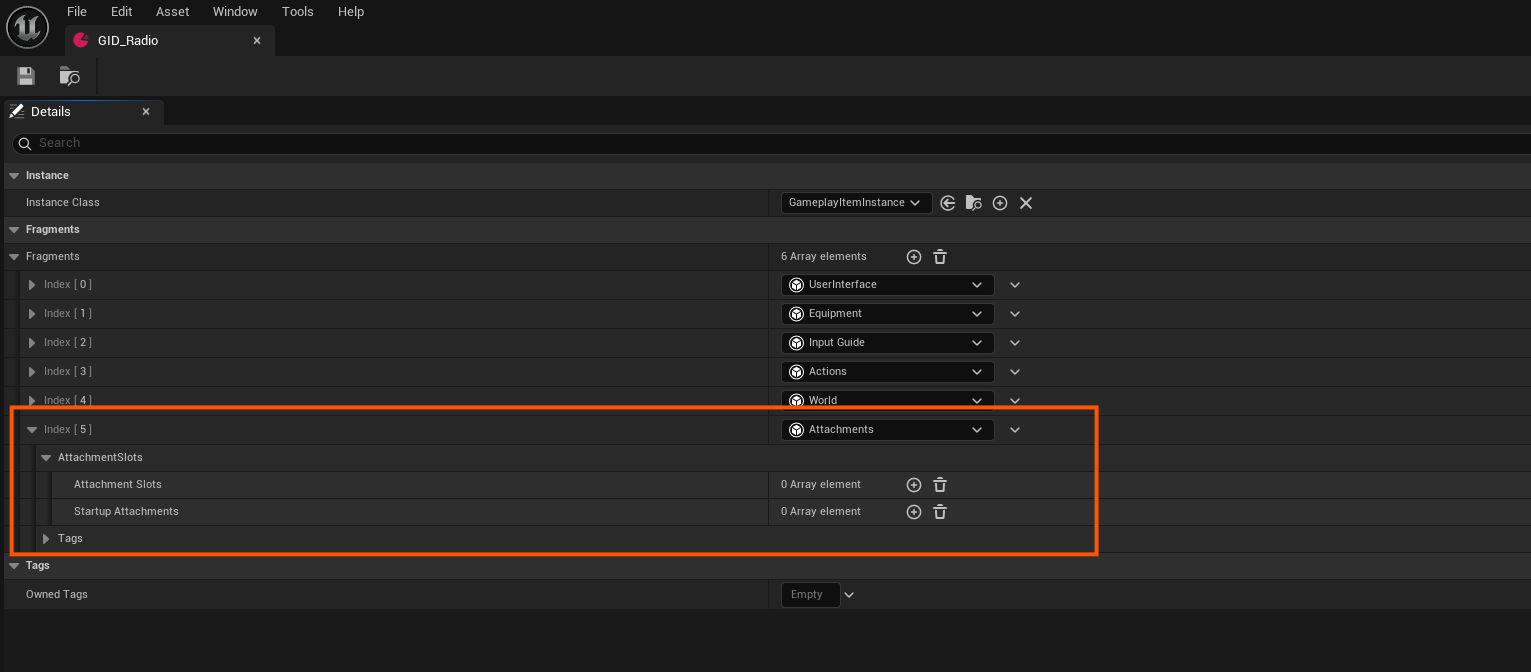 File Edit Asset Window Tools Help
GID_Radio
Details
Search
Instance
Instance Class GameplayItemInstance
Fragments
Fragments 6 Array elements
Index [ 0 ] UserInterface
Index [ 1 ] Equipment
Index [ 2 ] Input Guide
Index [ 3 ] Actions
Index [ 4 ] World
Index [ 5 ] Attachments
AttachmentSlots
Attachment Slots 0 Array element
Startup Attachments 0 Array element
Tags
Tags
Owned Tags Empty